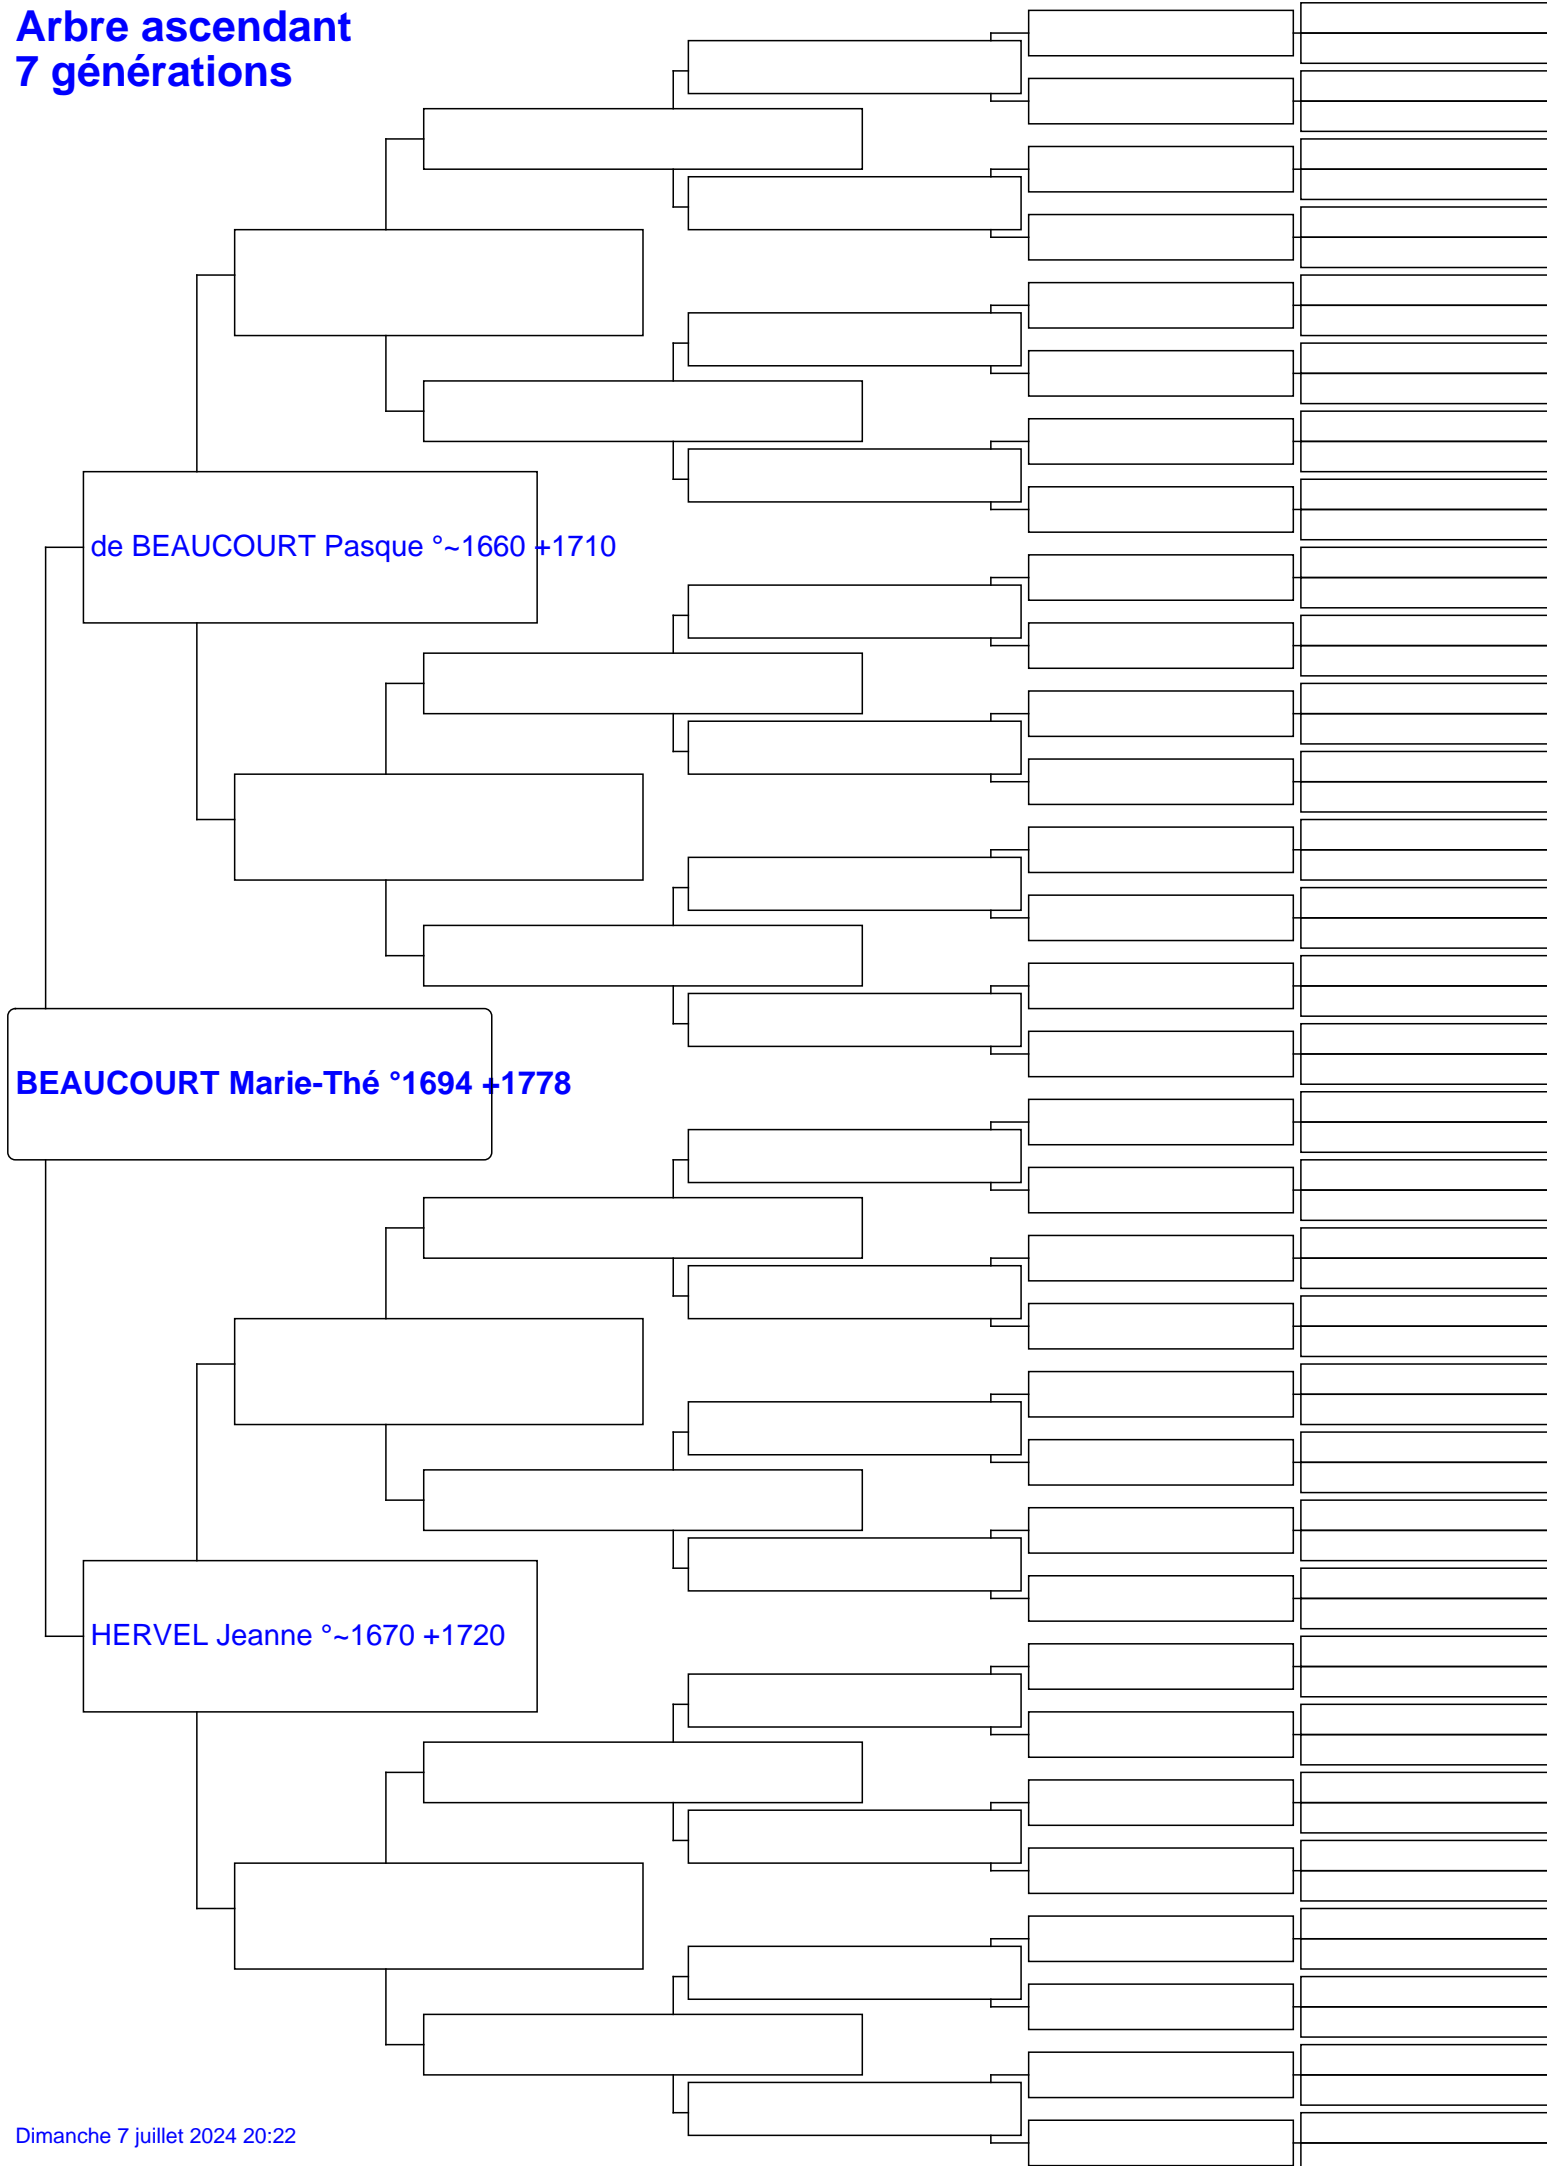 Arbre ascendant
7 générations
de BEAUCOURT Pasque °~1660 +1710
BEAUCOURT Marie-Thé °1694 +1778
HERVEL Jeanne °~1670 +1720
Dimanche 7 juillet 2024 20:22